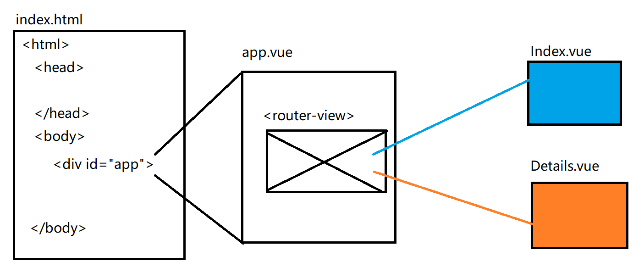 index.html
<html>
<head>
</head>
<body>
<div id="app">
</body>
app.vue
<router-view>
Index.vue
Details.vue